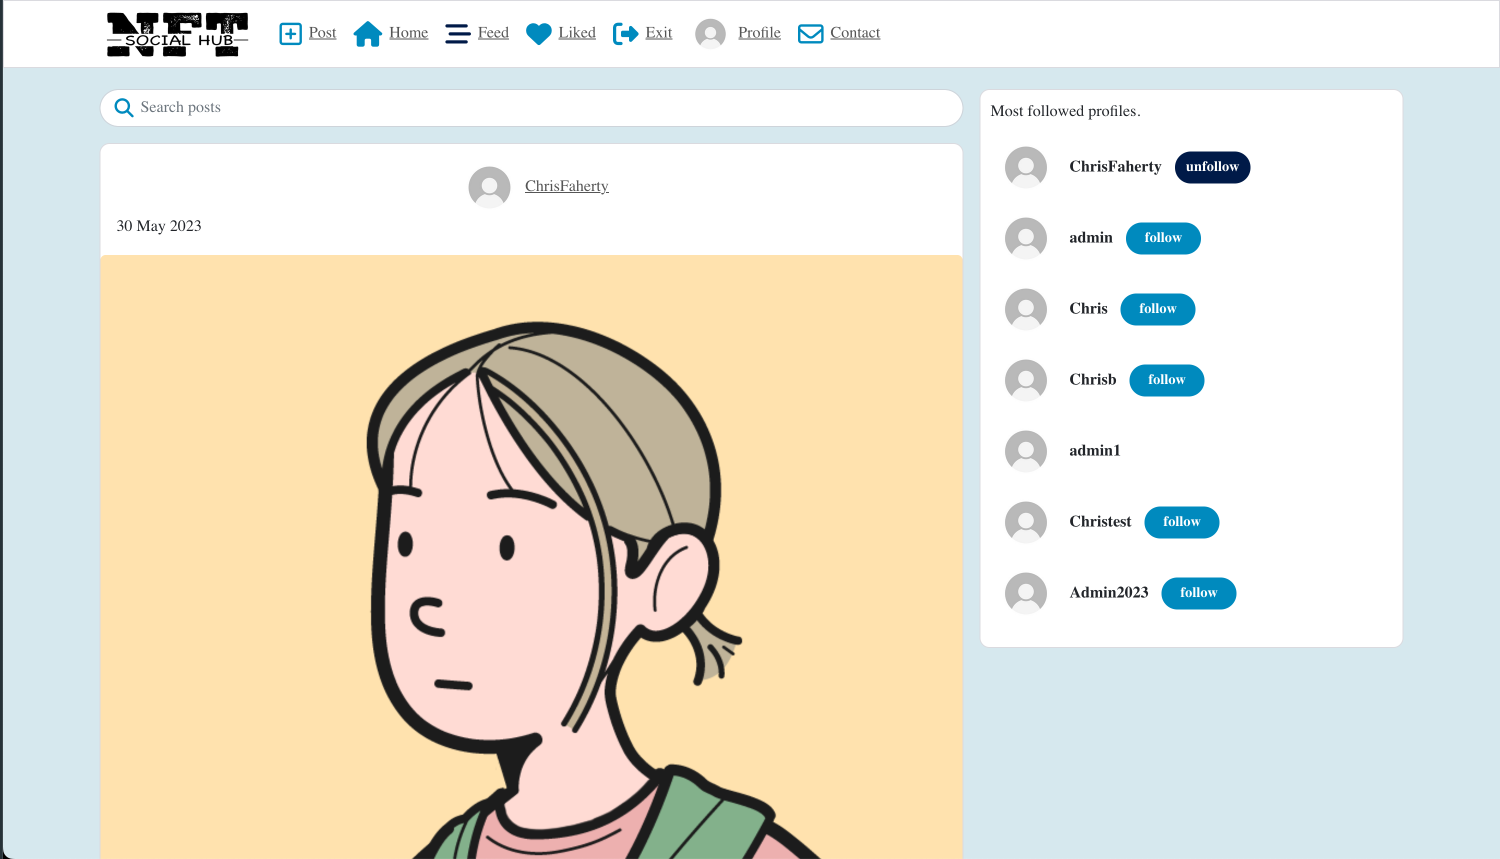 NFT
SOCIAL HUB
Post Home Feed Liked Exit Profile Contact
Search posts
ChrisFaherty
30 May 2023
Most followed profiles.
ChrisFaherty unfollow
admin follow
Chris follow
Chrisb follow
admin1
Christest follow
Admin2023 follow